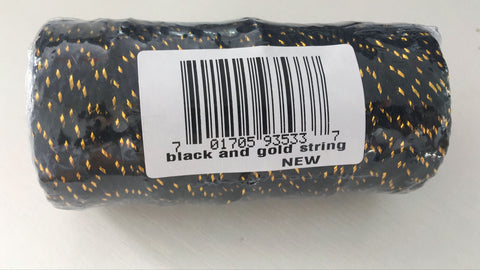 7 01705 93533 7
black and gold string
NEW